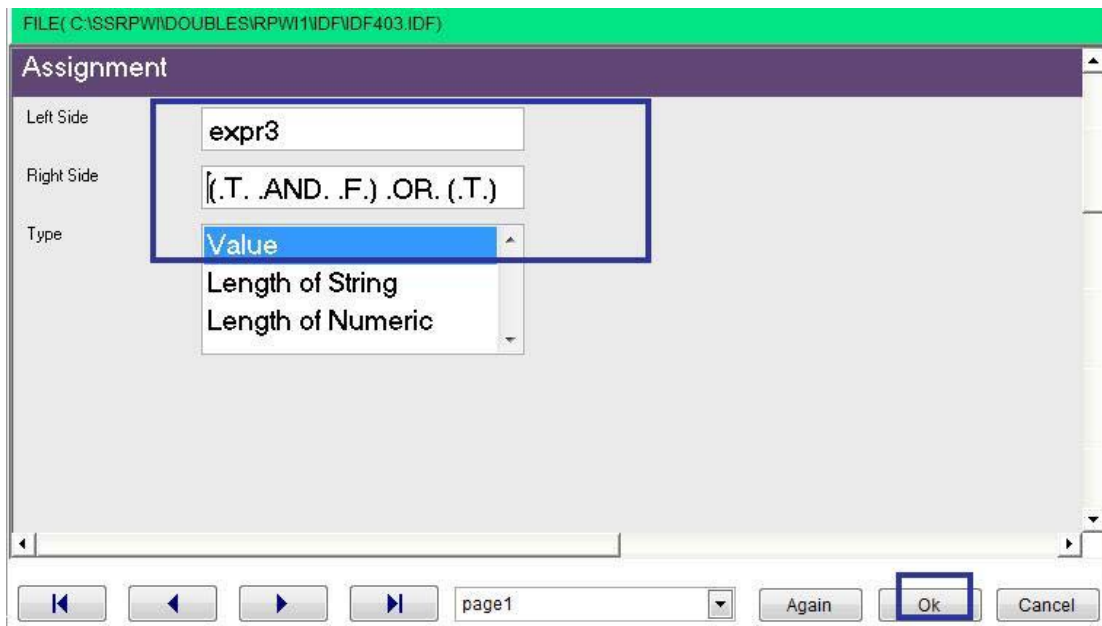 FILE( C:\SSRPWI\DOUBLES\RPWI1\IDF\IDF403.IDF)
Assignment
Left Side
expr3
Right Side
(.T. .AND. .F.) .OR. (.T.)
Type
Value
Length of String
Length of Numeric
page1
Again
Ok
Cancel